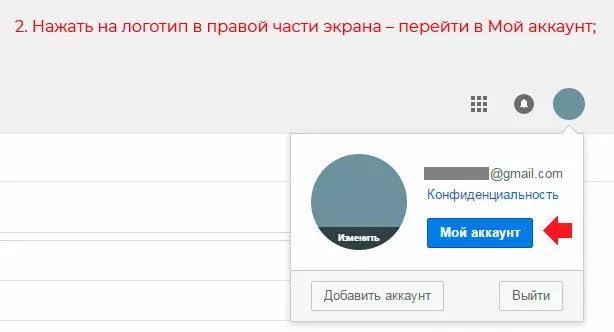 2. Нажать на логотип в правой части экрана – перейти в Мой аккаунт;
@gmail.com
Конфиденциальность
Мой аккаунт
Изменить
Добавить аккаунт
Выйти